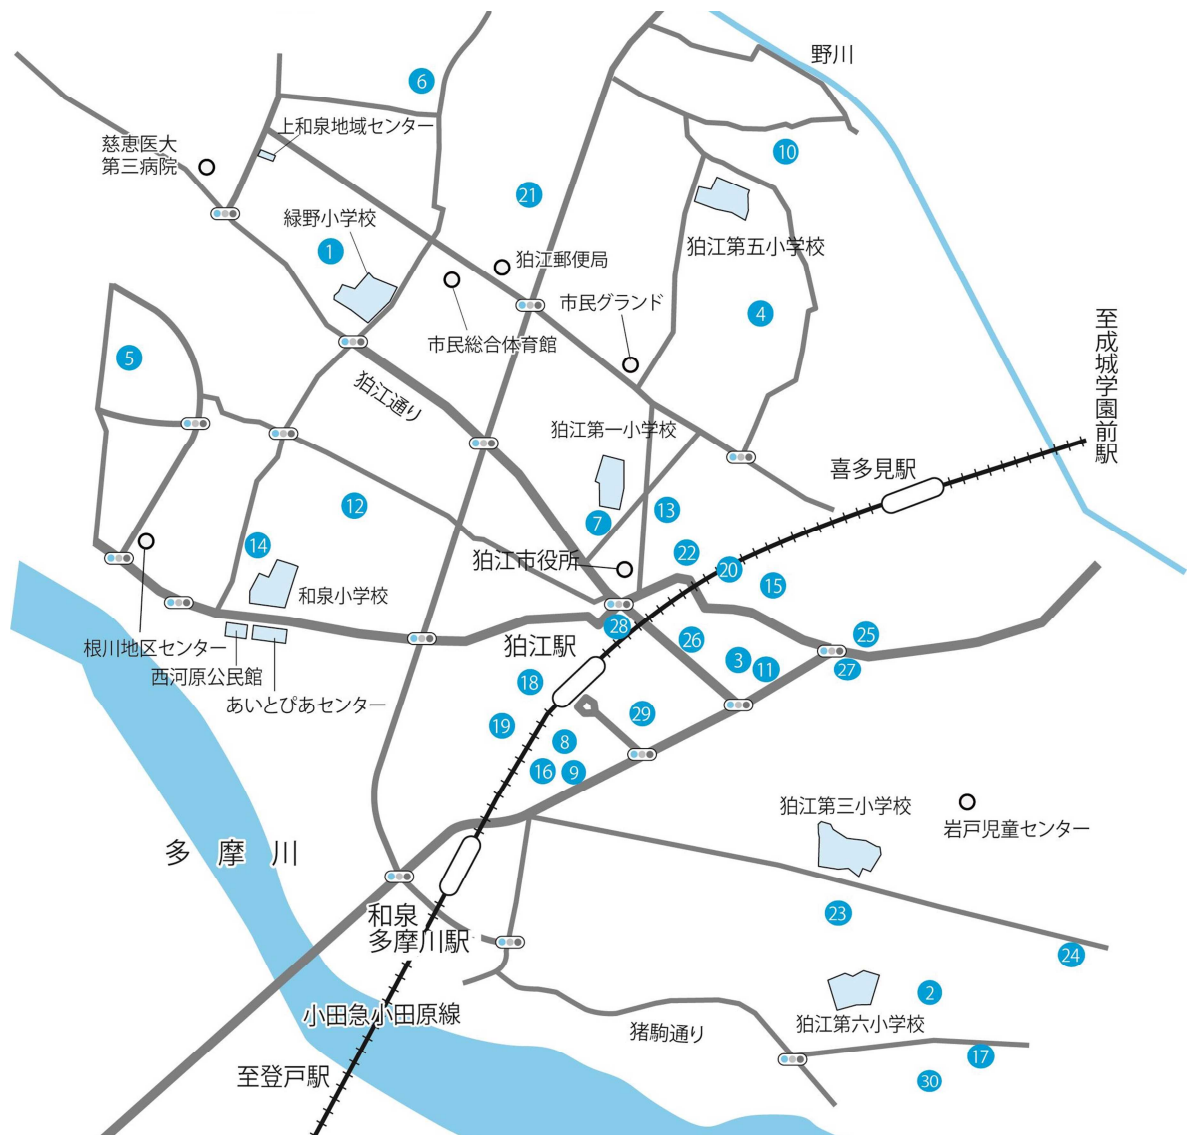 野川
6
上和泉地域センター
慈恵医大
第三病院
10
21
緑野小学校
1
狛江第五小学校
狛江郵便局
市民グランド
4
市民総合体育館
至成城学園前駅
5
狛江通り
狛江第一小学校
喜多見駅
12
7
13
14
狛江市役所
22
20
15
和泉小学校
28
26
25
根川地区センター
狛江駅
3
11
27
西河原公民館
18
あいとぴあセンター
29
19
8
16
9
狛江第三小学校
岩戸児童センター
多摩川
和泉
多摩川駅
23
24
2
小田急小田原線
狛江第六小学校
猪駒通り
17
至登戸駅
30